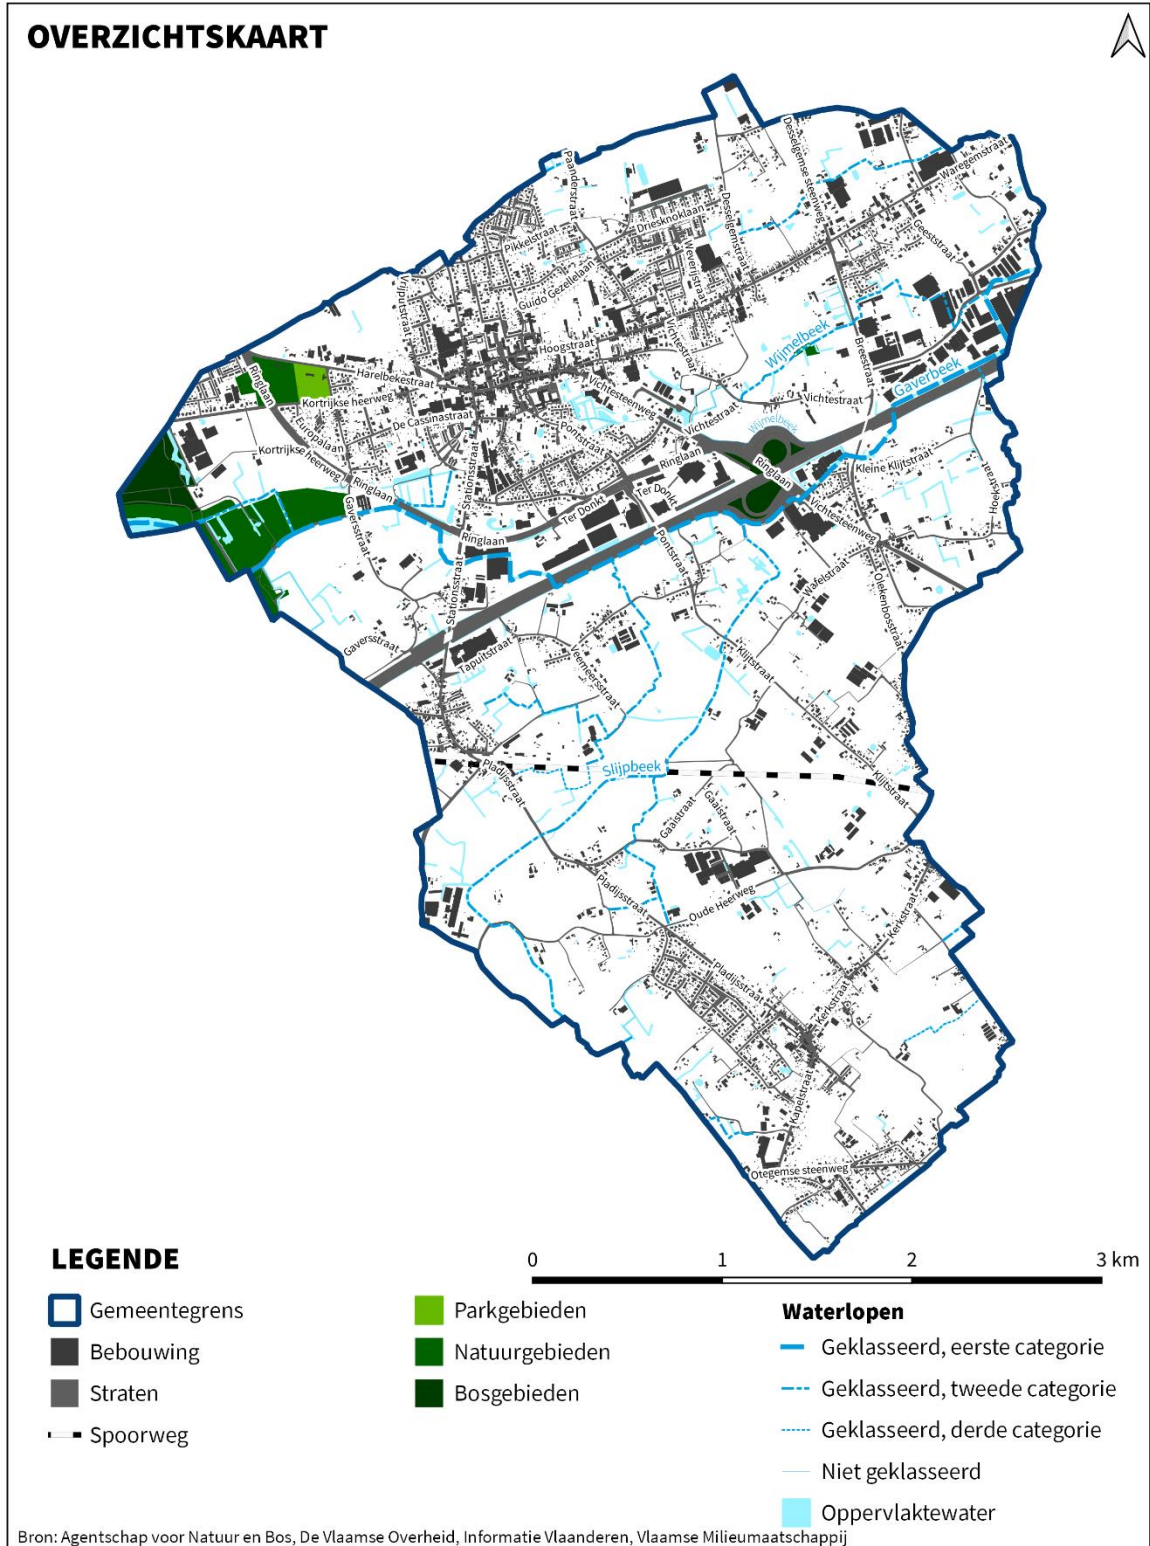 OVERZICHTSKAART
Desselgemse steenweg
Waregemstraat
Paanderstraat
Desselgemstraat
Driesknoklaan
Geeststraat
Pikkelstraat
Weverijstraat
Guido Gezellelaan
Vrijputstraat
Hoogstraat
Vichtestraat
Wijmelbeek
Breestraat
Gaverbeek
Harelbekestraat
Ringlaan
Kortrijkse heerweg
Vichtesteenweg
Vichtestraat
Vichtestraat
De Cassinastraat
Europalaan
Pontstraat
Wijmelbeek
Kortrijkse heerweg
Stationsstraat
Ringlaan
Ringlaan
Kleine Klijtstraat
Hoekstraat
Ringlaan
Ter Donkt
Gaversstraat
Ter Donkt
Vichtesteenweg
Ringlaan
Pontstraat
Stationsstraat
Wafelstraat
Olekenbosstraat
Gaversstraat
Tapuitstraat
Veemeersstraat
Klijtstraat
Slijpbeek
Pladijsstraat
Klijtstraat
Gaaistraat
Gaaistraat
Pladijsstraat
Oude Heerweg
Kerkstraat
Pladijsstraat
Kerkstraat
Kapelstraat
Otegemse steenweg
LEGENDE
0 1 2 3 km
Gemeentegrens
Bebouwing
Straten
Spoorweg
Parkgebieden
Natuurgebieden
Bosgebieden
Waterlopen
Geklasseerd, eerste categorie
Geklasseerd, tweede categorie
Geklasseerd, derde categorie
Niet geklasseerd
Oppervlaktewater
Bron: Agentschap voor Natuur en Bos, De Vlaamse Overheid, Informatie Vlaanderen, Vlaamse Milieumaatschappij